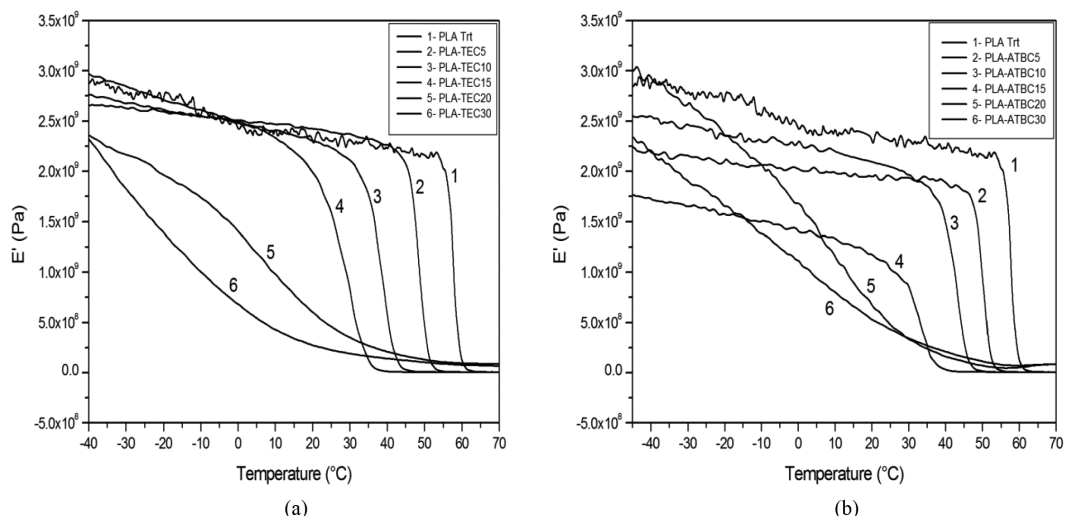 3.5x10⁹
3.0x10⁹
2.5x10⁹
2.0x10⁹
1.5x10⁹
1.0x10⁹
5.0x10⁸
0.0
-5.0x10⁸
E' (Pa)
1- PLA Trt
2- PLA-TEC5
3- PLA-TEC10
4- PLA-TEC15
5- PLA-TEC20
6- PLA-TEC30
1
2
3
4
5
6
-40 -30 -20 -10 0 10 20 30 40 50 60 70
Temperature (°C)
(a)
3.5x10⁹
3.0x10⁹
2.5x10⁹
2.0x10⁹
1.5x10⁹
1.0x10⁹
5.0x10⁸
0.0
-5.0x10⁸
E' (Pa)
1- PLA Trt
2- PLA-ATBC5
3- PLA-ATBC10
4- PLA-ATBC15
5- PLA-ATBC20
6- PLA-ATBC30
1
2
3
4
5
6
-40 -30 -20 -10 0 10 20 30 40 50 60 70
Temperature (°C)
(b)